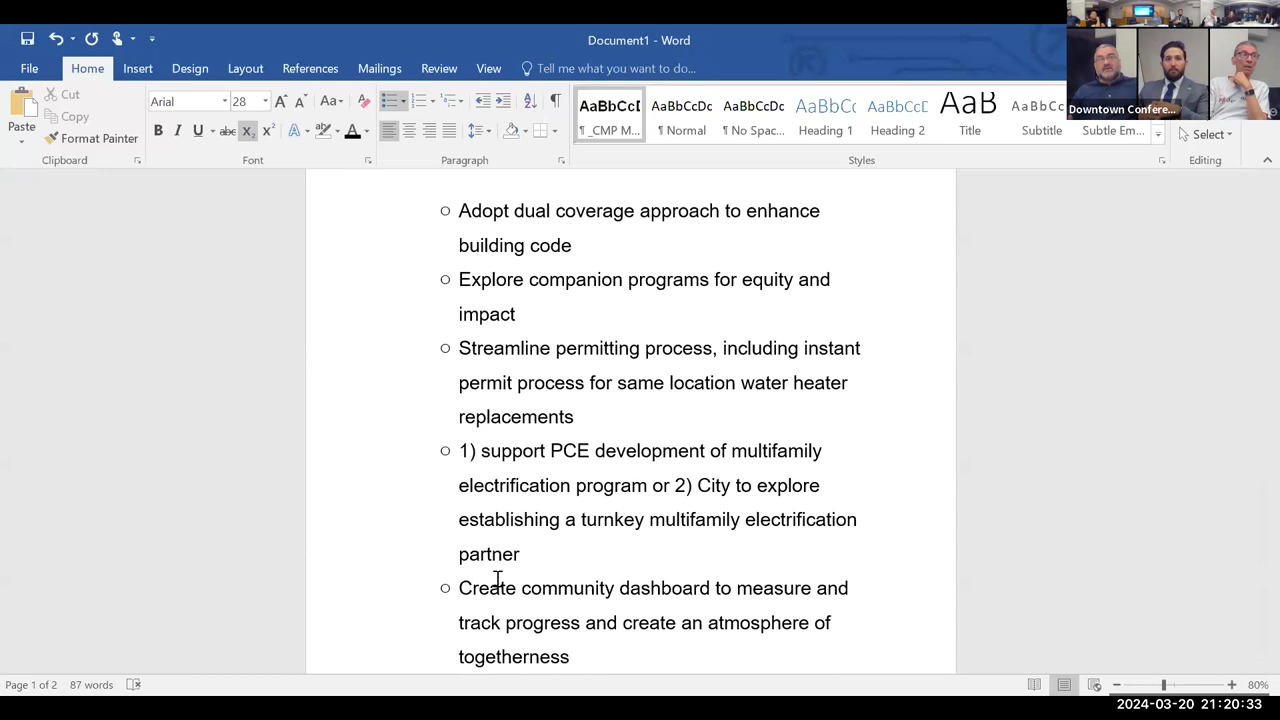 Document1 - Word
File Home Insert Design Layout References Mailings Review View Tell me what you want to do...
Downtown Confere...
Paste
Cut
Copy
Format Painter
Clipboard
Arial 28
Aa
B I U abc X₂ X² A A
Font
Paragraph
AaBbCcI AaBbCcDc AaBbCcDc AaBbCc AaBbCcD AaB AaBbCcD
¶ _CMP M... ¶ Normal ¶ No Spac... Heading 1 Heading 2 Title Subtitle Subtle Em...
Styles
Select
Editing
○ Adopt dual coverage approach to enhance
building code
○ Explore companion programs for equity and
impact
○ Streamline permitting process, including instant
permit process for same location water heater
replacements
○ 1) support PCE development of multifamily
electrification program or 2) City to explore
establishing a turnkey multifamily electrification
partner
○ Create community dashboard to measure and
track progress and create an atmosphere of
togetherness
Page 1 of 2 87 words 80%
2024-03-20 21:20:33